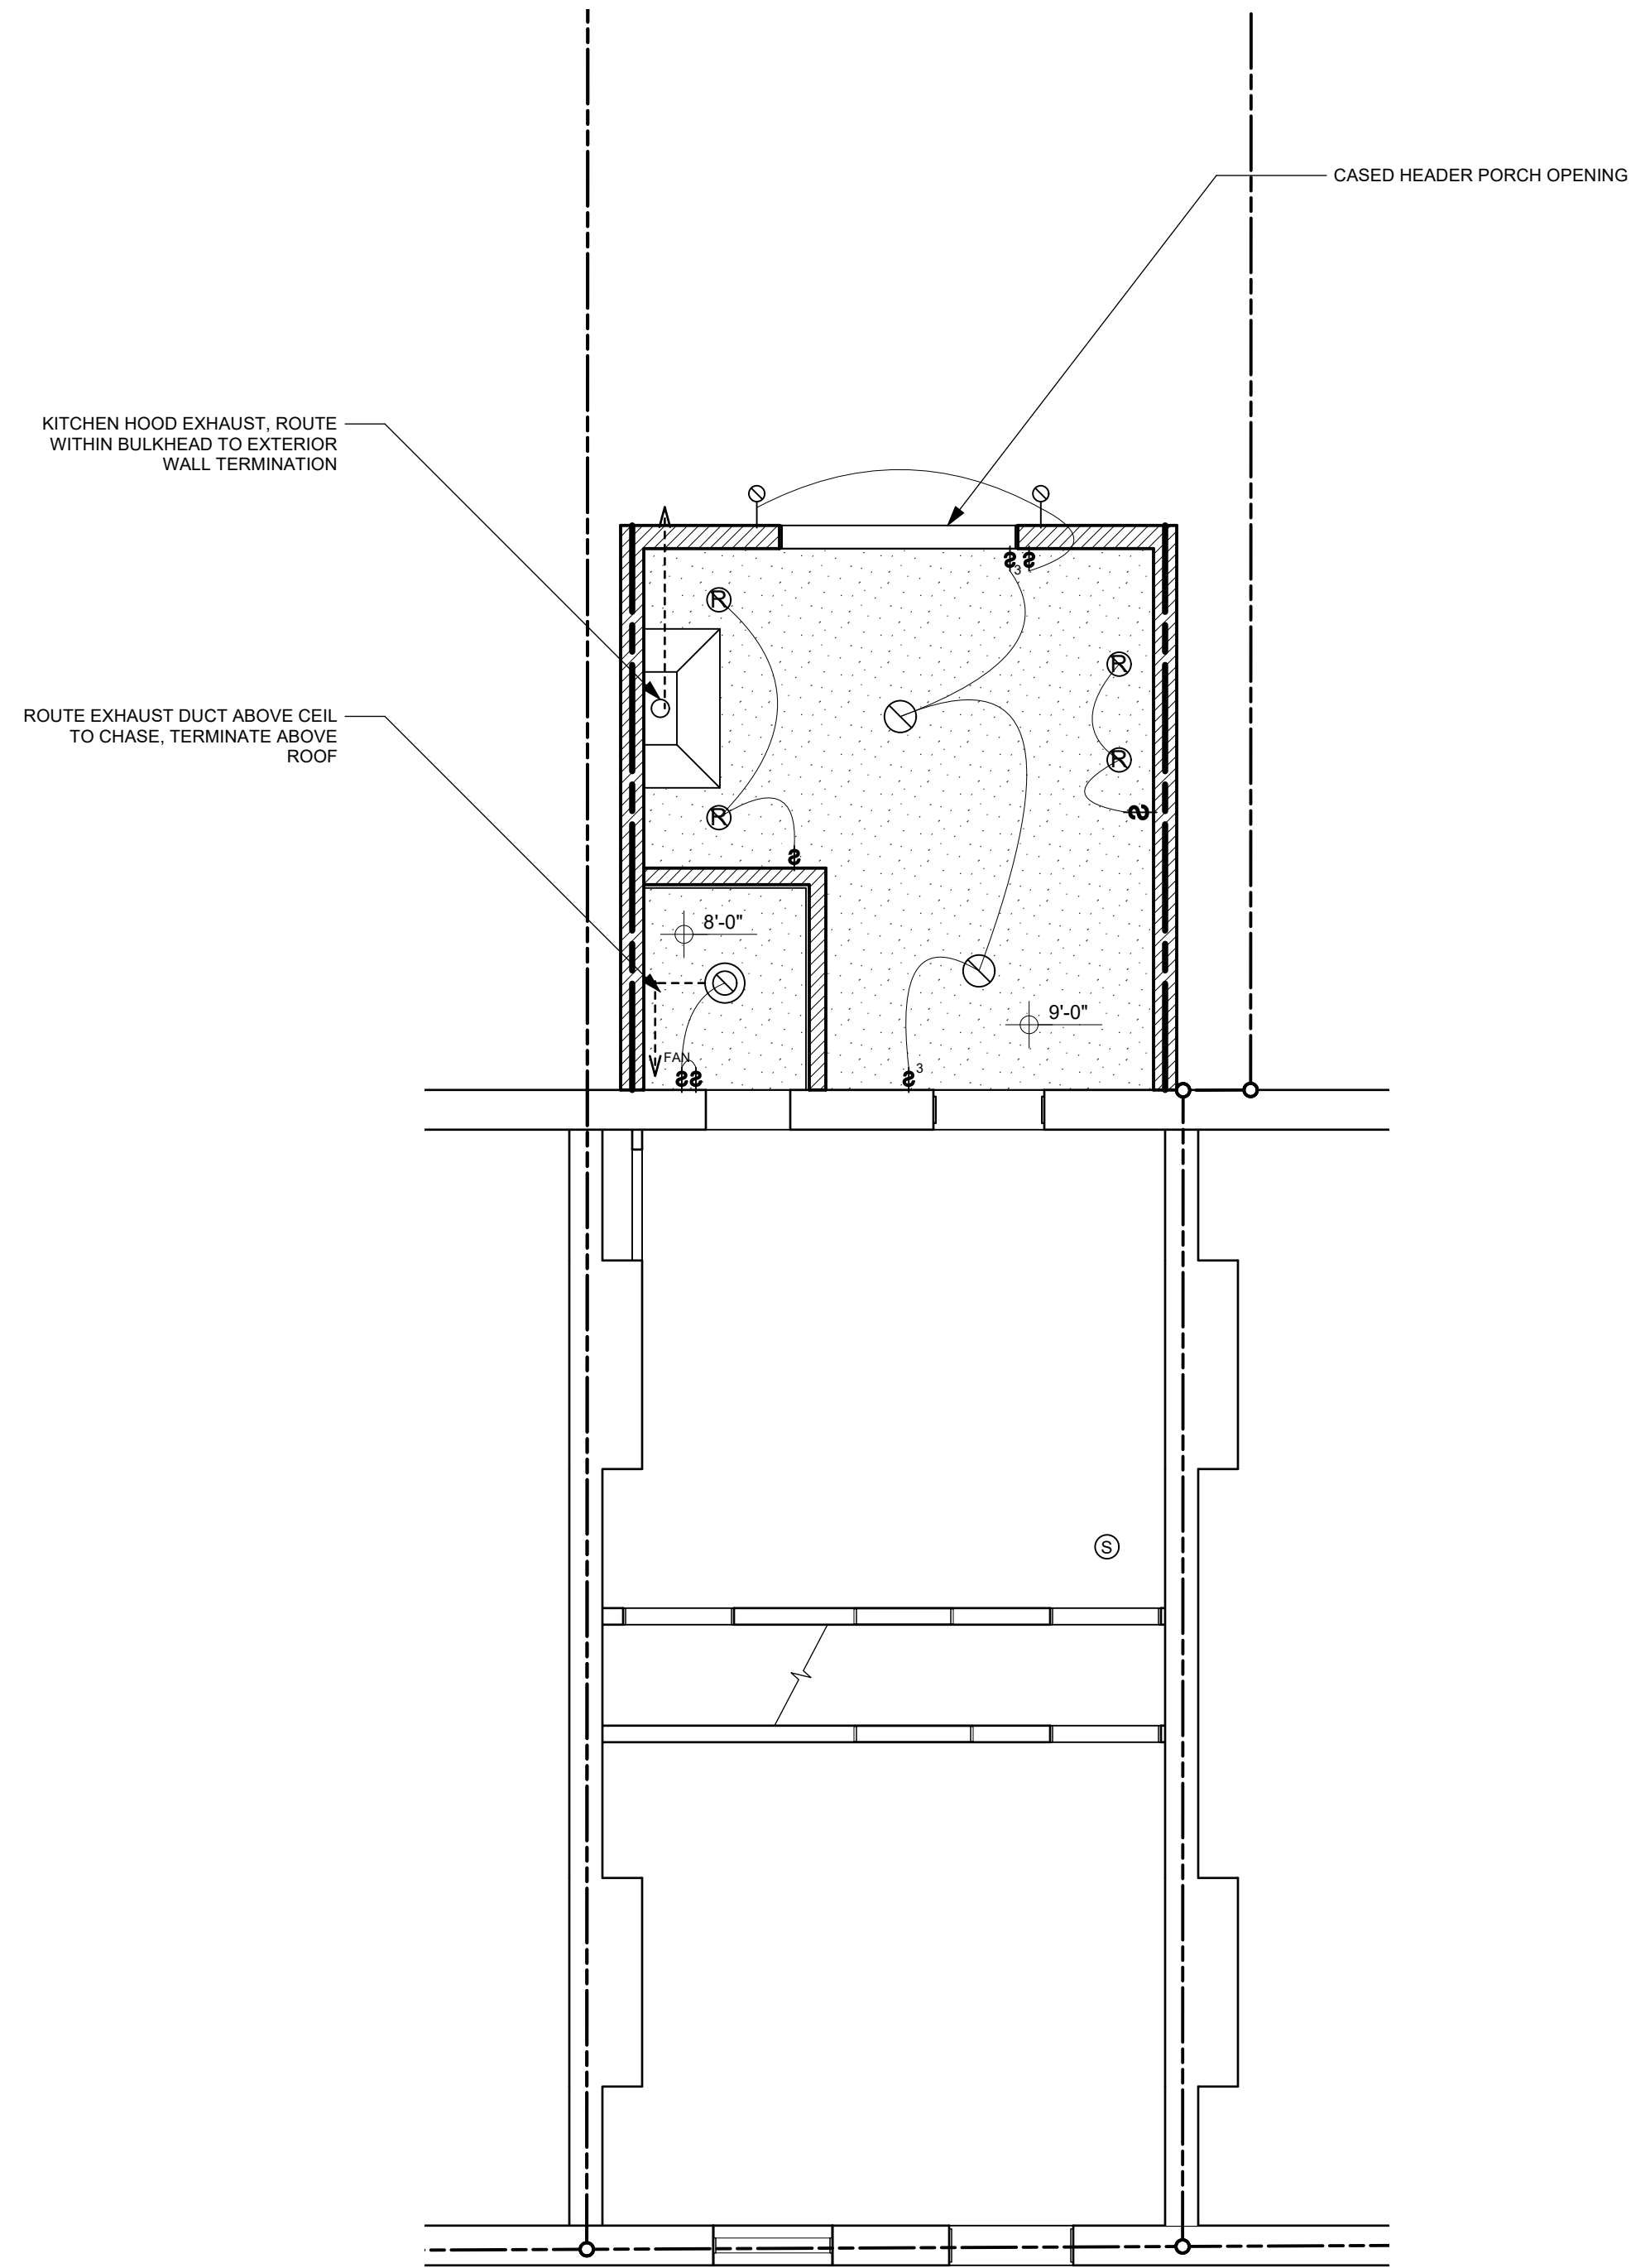 CASED HEADER PORCH OPENING
KITCHEN HOOD EXHAUST, ROUTE
WITHIN BULKHEAD TO EXTERIOR
WALL TERMINATION
3
R
R
R
ROUTE EXHAUST DUCT ABOVE CEIL
TO CHASE, TERMINATE ABOVE
ROOF
R
8'-0"
9'-0"
FAN
3
S